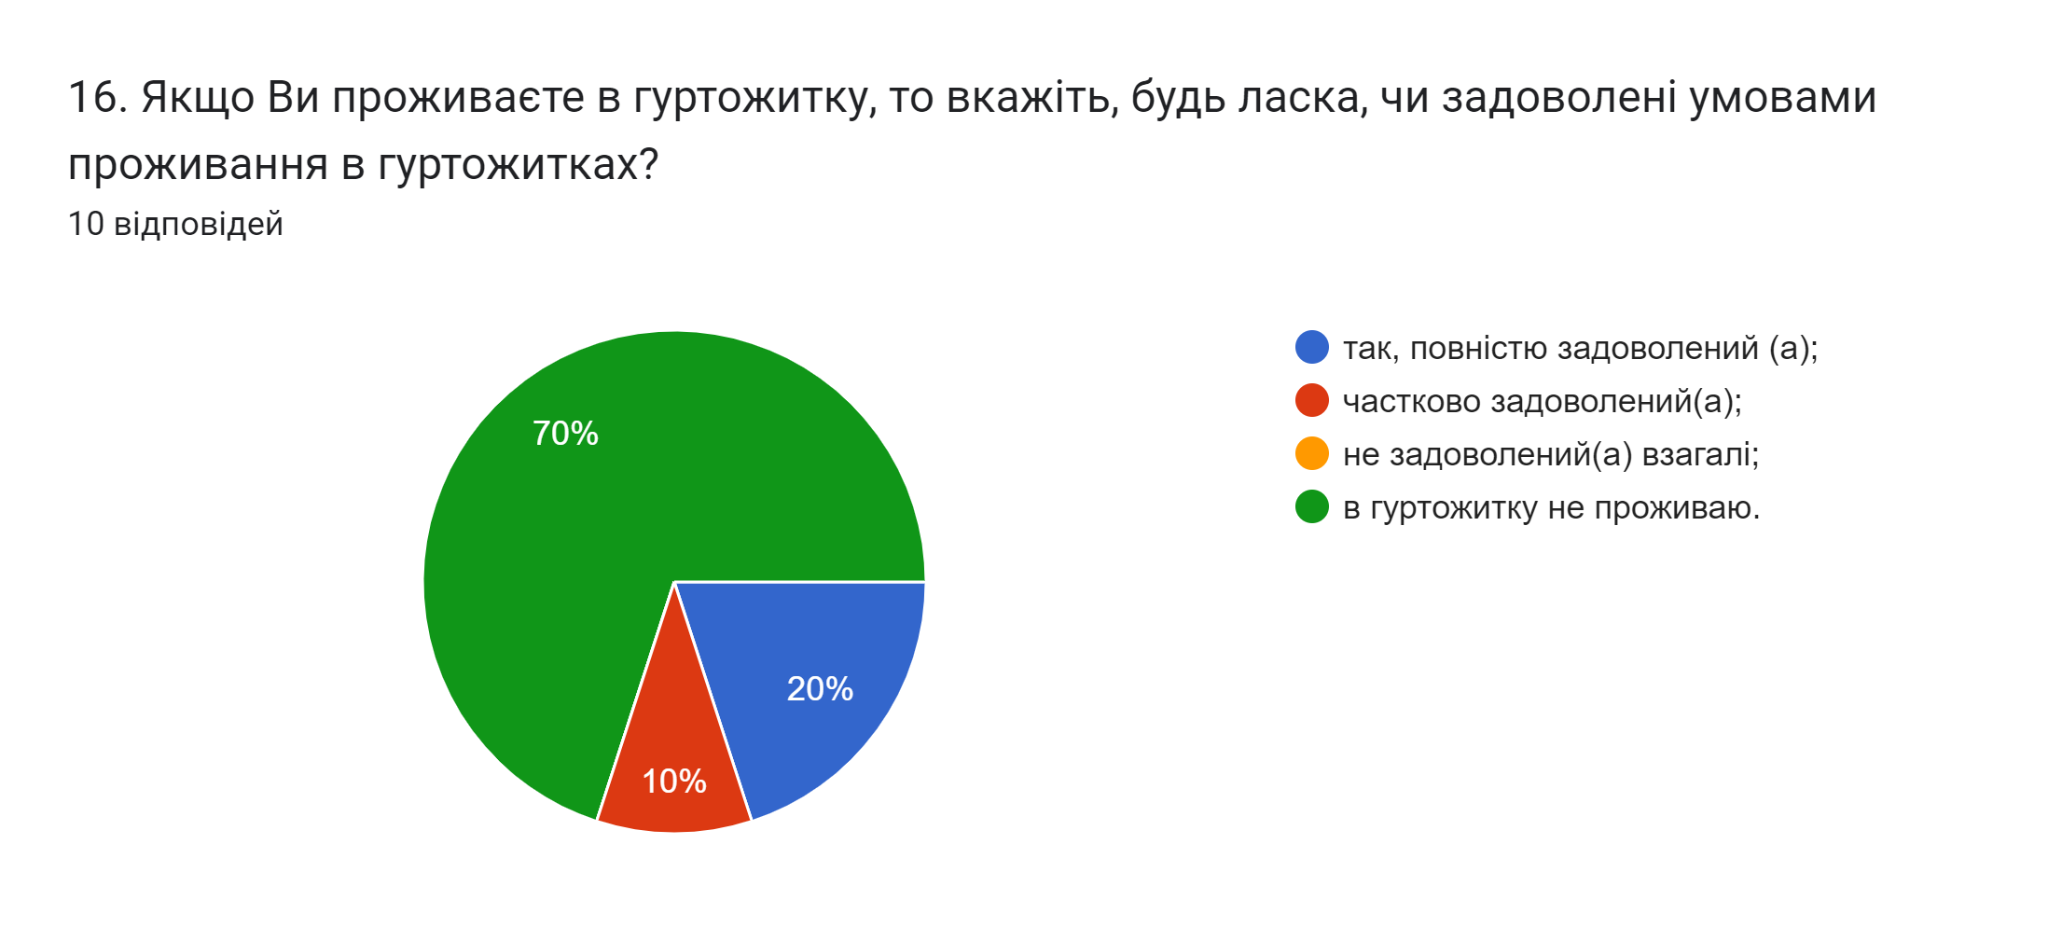 16. Якщо Ви проживаєте в гуртожитку, то вкажіть, будь ласка, чи задоволені умовами
проживання в гуртожитках?
10 відповідей
70%
20%
10%
так, повністю задоволений (а);
частково задоволений(а);
не задоволений(а) взагалі;
в гуртожитку не проживаю.